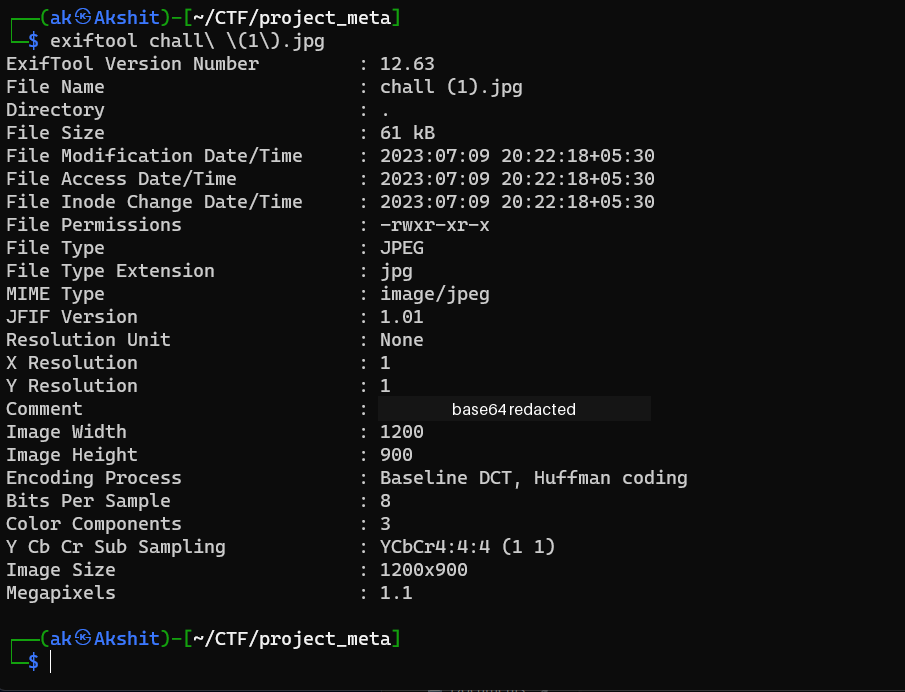 ┌──(ak㉿Akshit)-[~/CTF/project_meta]
└─$ exiftool chall\ \(1\).jpg
ExifTool Version Number         : 12.63
File Name                       : chall (1).jpg
Directory                       : .
File Size                       : 61 kB
File Modification Date/Time     : 2023:07:09 20:22:18+05:30
File Access Date/Time           : 2023:07:09 20:22:18+05:30
File Inode Change Date/Time     : 2023:07:09 20:22:18+05:30
File Permissions                : -rwxr-xr-x
File Type                       : JPEG
File Type Extension             : jpg
MIME Type                       : image/jpeg
JFIF Version                    : 1.01
Resolution Unit                 : None
X Resolution                    : 1
Y Resolution                    : 1
Comment                         : base64 redacted
Image Width                     : 1200
Image Height                    : 900
Encoding Process                : Baseline DCT, Huffman coding
Bits Per Sample                 : 8
Color Components                : 3
Y Cb Cr Sub Sampling            : YCbCr4:4:4 (1 1)
Image Size                      : 1200x900
Megapixels                      : 1.1
┌──(ak㉿Akshit)-[~/CTF/project_meta]
└─$